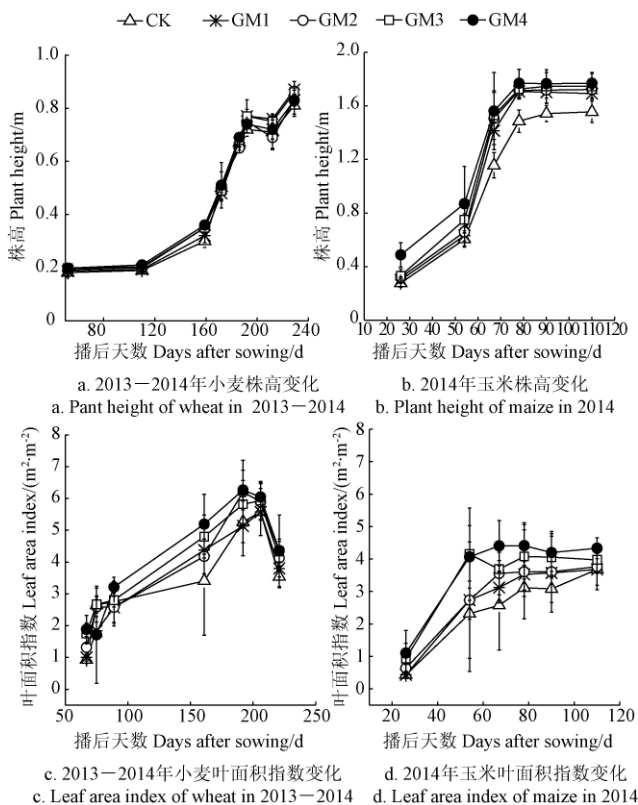 CK GM1 GM2 GM3 GM4
株高 Plant height/m
1.0
0.8
0.6
0.4
0.2
0.0
80 120 160 200 240
播后天数 Days after sowing/d
a. 2013－2014年小麦株高变化
a. Pant height of wheat in 2013－2014
株高 Plant height/m
2.0
1.6
1.2
0.8
0.4
0.0
10 20 30 40 50 60 70 80 90 100 110 120
播后天数 Days after sowing/d
b. 2014年玉米株高变化
b. Plant height of maize in 2014
叶面积指数 Leaf area index/(m²·m⁻²)
8
7
6
5
4
3
2
1
0
50 100 150 200 250
播后天数 Days after sowing/d
c. 2013－2014年小麦叶面积指数变化
c. Leaf area index of wheat in 2013－2014
叶面积指数 Leaf area index/(m²·m⁻²)
8
7
6
5
4
3
2
1
0
20 40 60 80 100 120
播后天数 Days after sowing/d
d. 2014年玉米叶面积指数变化
d. Leaf area index of maize in 2014